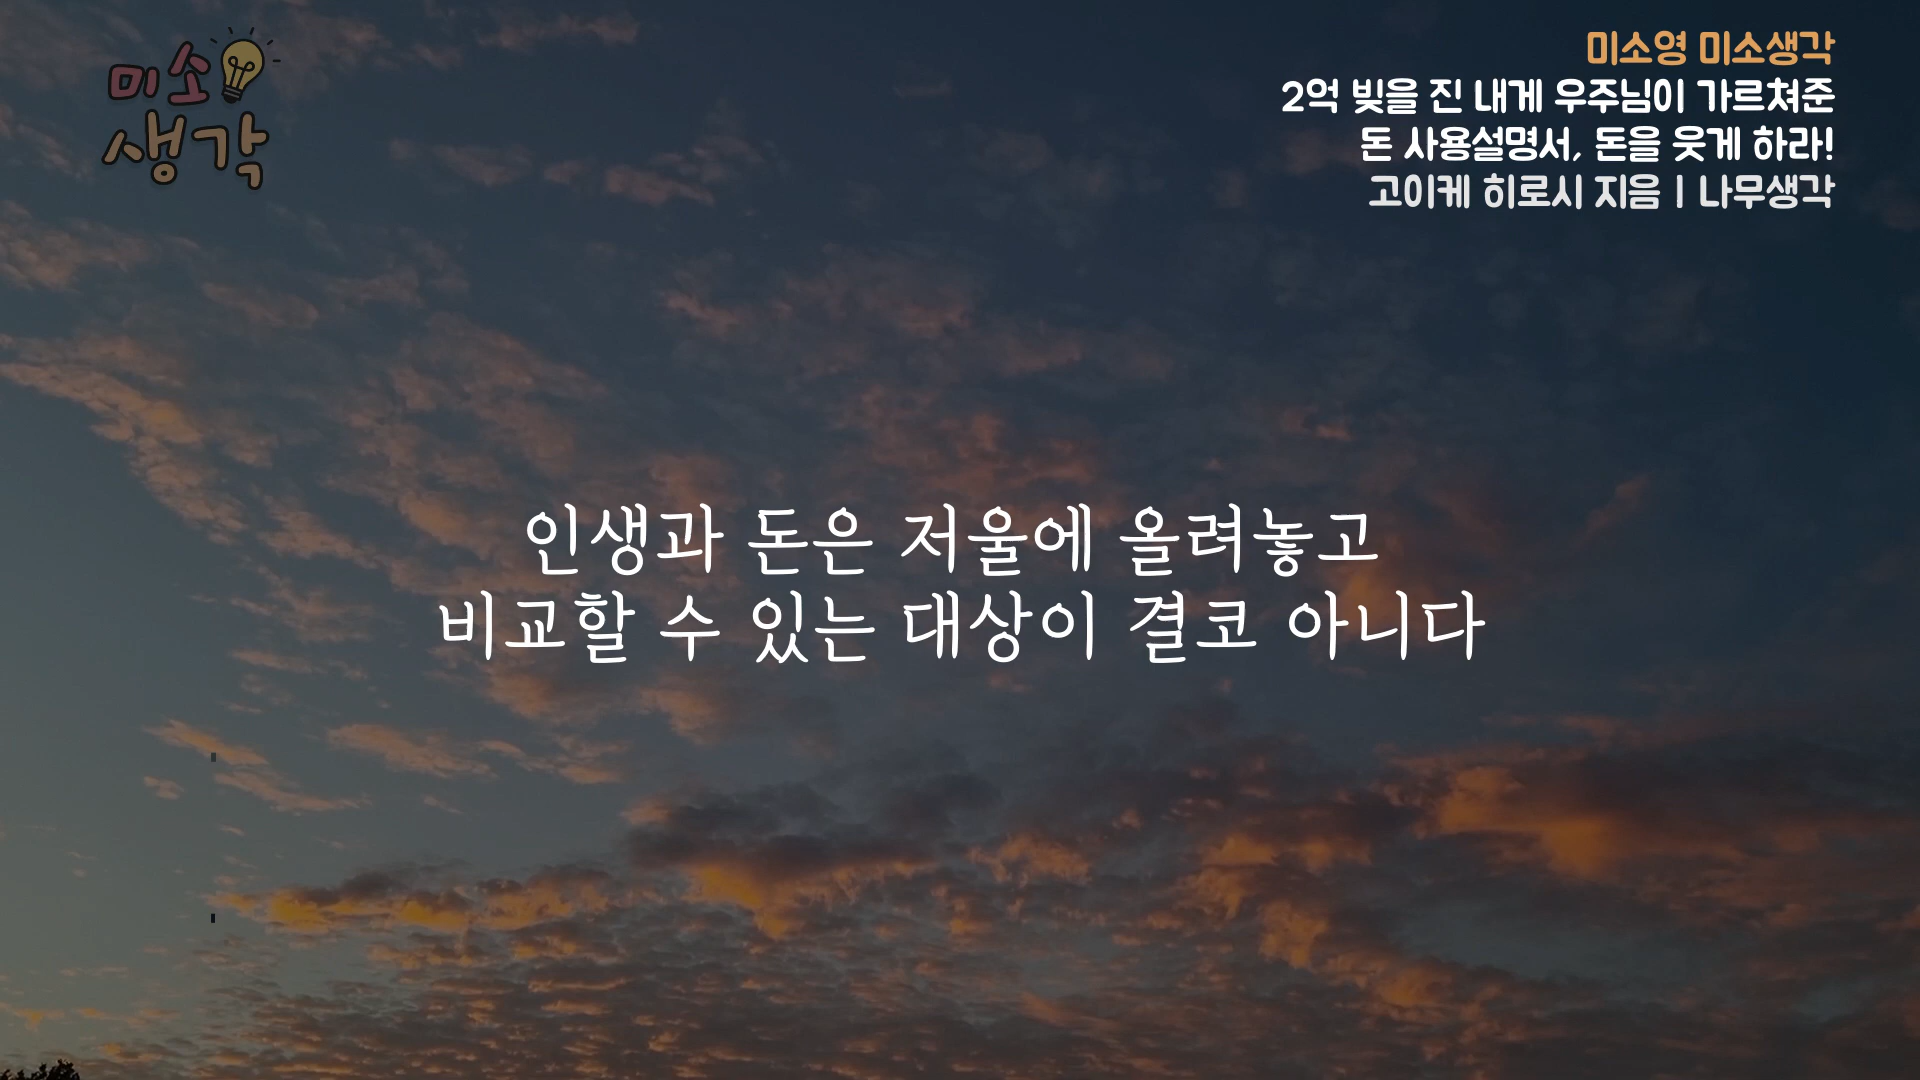 미소
생각
미소영 미소생각
2억 빚을 진 내게 우주님이 가르쳐준
돈 사용설명서, 돈을 웃게 하라!
고이케 히로시 지음 | 나무생각
인생과 돈은 저울에 올려놓고
비교할 수 있는 대상이 결코 아니다